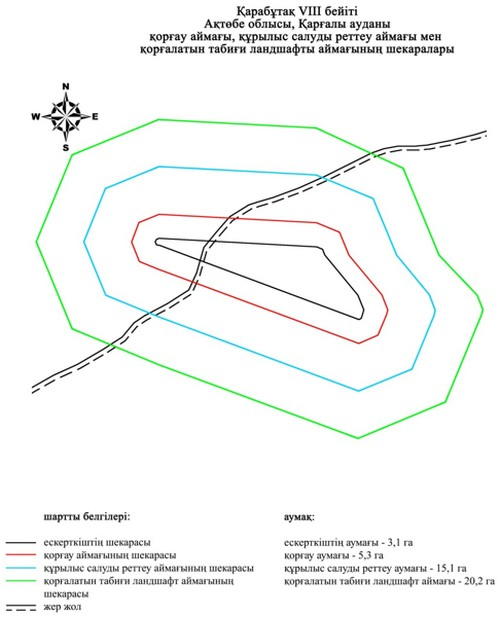 Қарабұтақ VIII бейіті
Ақтөбе облысы, Қарғалы ауданы
қорғау аймағы, құрылыс салуды реттеу аймағы мен
қорғалатын табиғи ландшафты аймағының шекаралары
N
W E
S
шартты белгілері: аумақ:
ескерткіштің шекарасы ескерткіштің аумағы - 3,1 га
қорғау аймағының шекарасы қорғау аумағы - 5,3 га
құрылыс салуды реттеу аймағының шекарасы құрылыс салуды реттеу аумағы - 15,1 га
қорғалатын табиғи ландшафт аймағының қорғалатын табиғи ландшафт аймағы - 20,2 га
шекарасы
жер жол